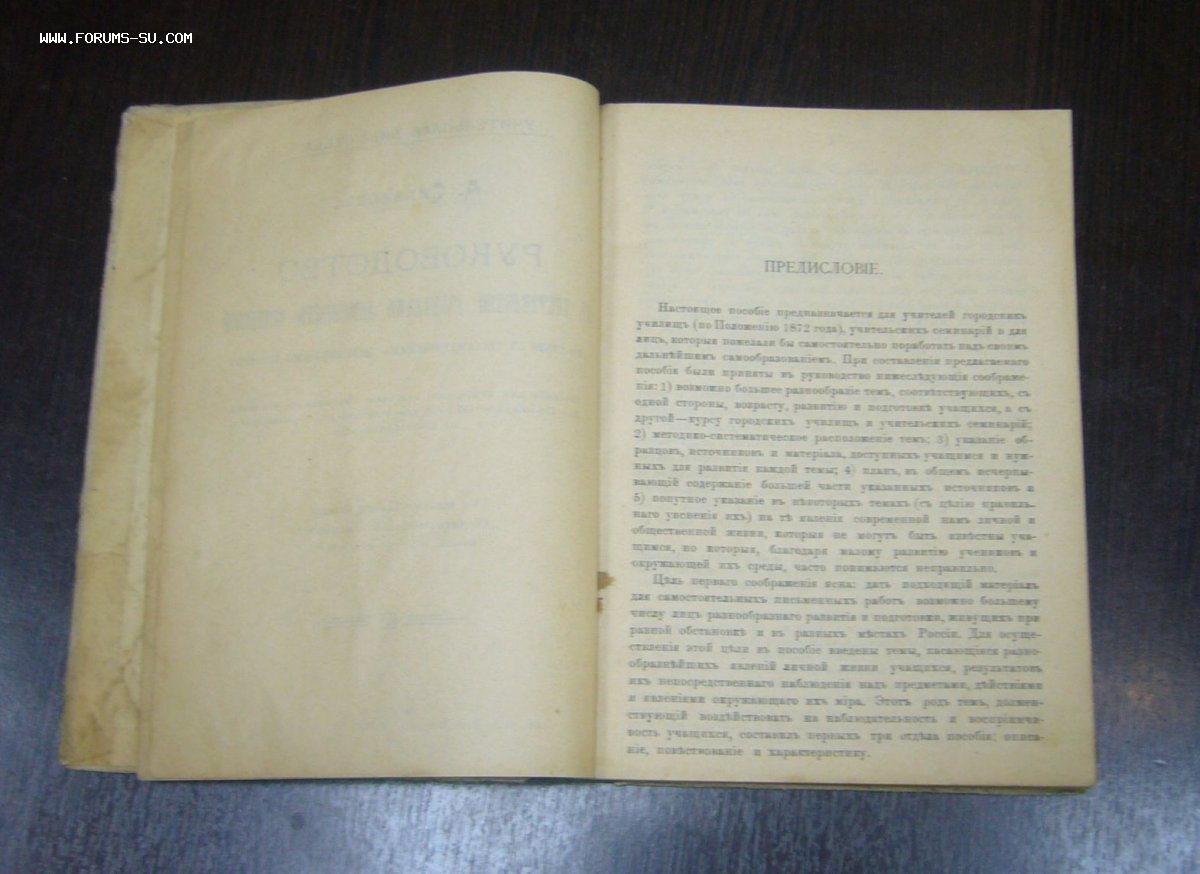 WWW.FORUMS-SU.COM
РУКОВОДСТВО
ПРЕДИСЛОВІЕ.
Настоящее пособіе предназначается для учителей городскихъ
училищъ (по Положенію 1872 года), учительскихъ семинарій и для
лицъ, которыя пожелали бы самостоятельно поработать надъ своимъ
дальнѣйшимъ самообразованіемъ. При составленіи предлагаемаго
пособія были приняты въ руководство нижеслѣдующія соображе-
нія: 1) возможно большее разнообразіе темъ, соотвѣтствующихъ, съ
одной стороны, возрасту, развитію и подготовкѣ учащихся, а съ
другой—курсу городскихъ училищъ и учительскихъ семинарій;
2) методико-систематическое расположеніе темъ; 3) указаніе об-
разцовъ, источниковъ и матеріала, доступныхъ учащимся и нуж-
ныхъ для развитія каждой темы; 4) планъ, въ общемъ исчерпы-
вающій содержаніе большей части указанныхъ источниковъ и
5) попутное указаніе въ нѣкоторыхъ темахъ (съ цѣлію правиль-
наго уясненія ихъ) на тѣ явленія современной намъ личной и
общественной жизни, которыя не могутъ быть извѣстны уча-
щимся, но которыя, благодаря малому развитію учениковъ и
окружающей ихъ среды, часто понимаются неправильно.
Цѣль перваго соображенія ясна: дать подходящій матеріалъ
для самостоятельныхъ письменныхъ работъ возможно большему
числу лицъ разнообразнаго развитія и подготовки, живущихъ при
разной обстановкѣ и въ разныхъ мѣстахъ Россіи. Для осуще-
ствленія этой цѣли въ пособіе введены темы, касающіяся разно-
образнѣйшихъ явленій личной жизни учащихся, результатовъ
ихъ непосредственнаго наблюденія надъ предметами, дѣйствіями
и явленіями окружающаго ихъ міра. Этотъ родъ темъ, должен-
ствующій воздѣйствовать на наблюдательность и воспріимчи-
вость учащихся, составилъ первыхъ три отдѣла пособія: описа-
ніе, повѣствованіе и характеристику.